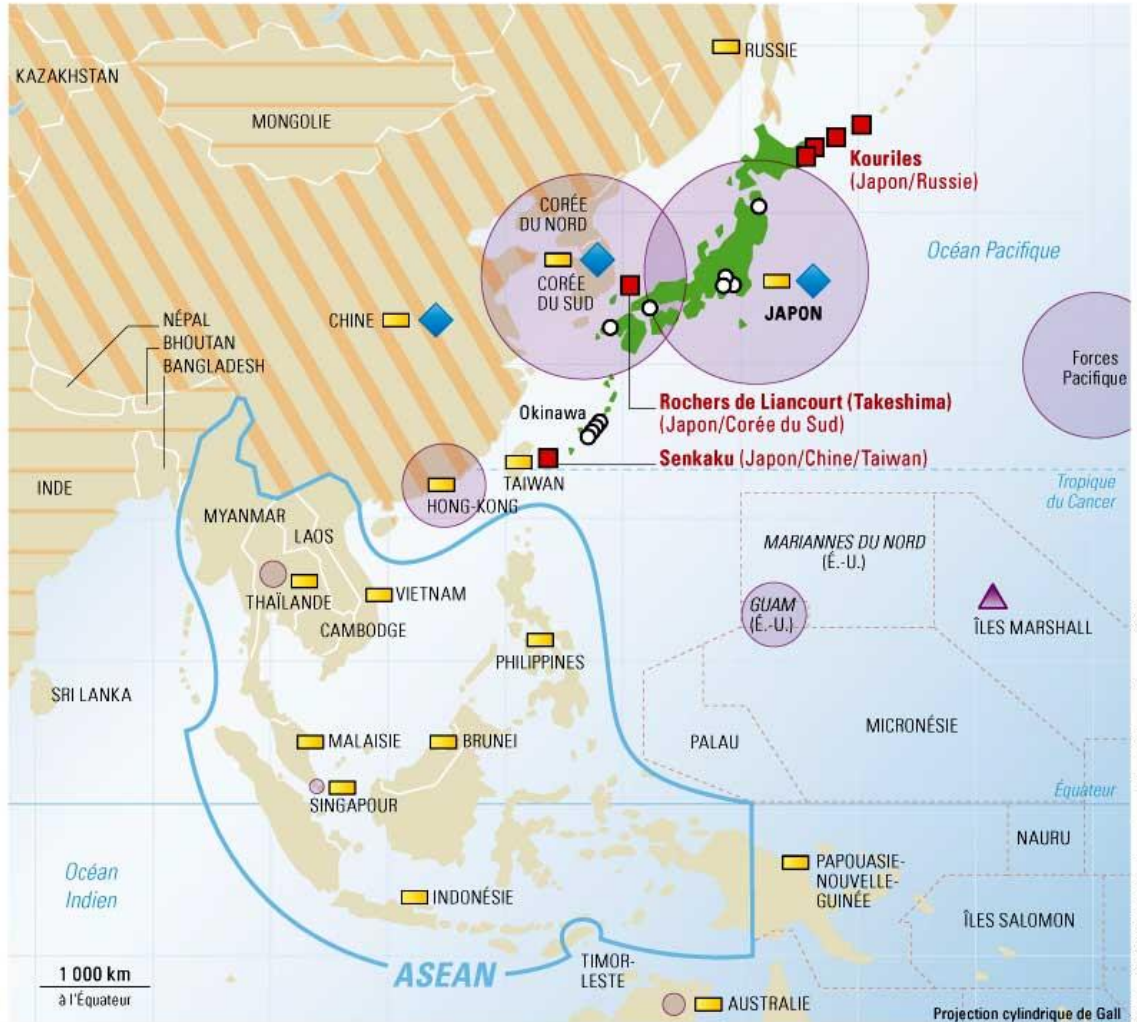 RUSSIE
KAZAKHSTAN
MONGOLIE
Kouriles
(Japon/Russie)
CORÉE
DU NORD
Océan Pacifique
CORÉE
DU SUD
CHINE
JAPON
NÉPAL
BHOUTAN
BANGLADESH
Forces
Pacifique
Rochers de Liancourt (Takeshima)
(Japon/Corée du Sud)
Okinawa
Senkaku (Japon/Chine/Taiwan)
TAIWAN
Tropique
du Cancer
INDE
HONG-KONG
MYANMAR
LAOS
MARIANNES DU NORD
(É.-U.)
THAÏLANDE
VIETNAM
GUAM
(É.-U.)
ÎLES MARSHALL
CAMBODGE
PHILIPPINES
SRI LANKA
MICRONÉSIE
PALAU
MALAISIE
BRUNEI
SINGAPOUR
Équateur
NAURU
Océan
Indien
PAPOUASIE-
NOUVELLE-
GUINÉE
INDONÉSIE
ÎLES SALOMON
ASEAN
TIMOR-
LESTE
1 000 km
à l'Équateur
AUSTRALIE
Projection cylindrique de Gall